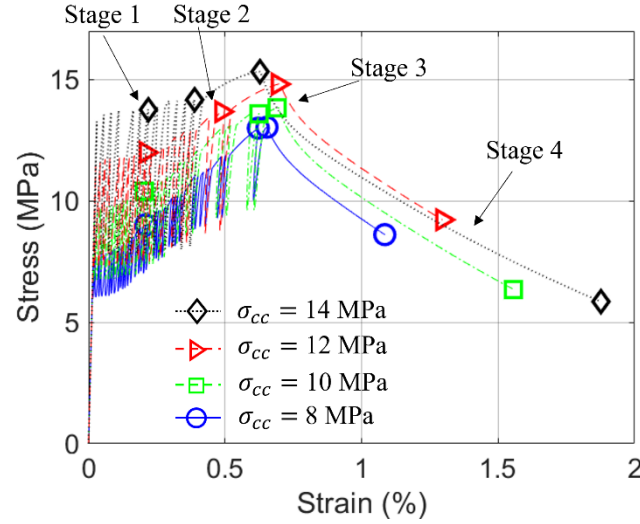 Stage 1
Stage 2
Stage 3
Stage 4
Stress (MPa)
15
10
5
0
σcc = 14 MPa
σcc = 12 MPa
σcc = 10 MPa
σcc = 8 MPa
0 0.5 1 1.5 2
Strain (%)